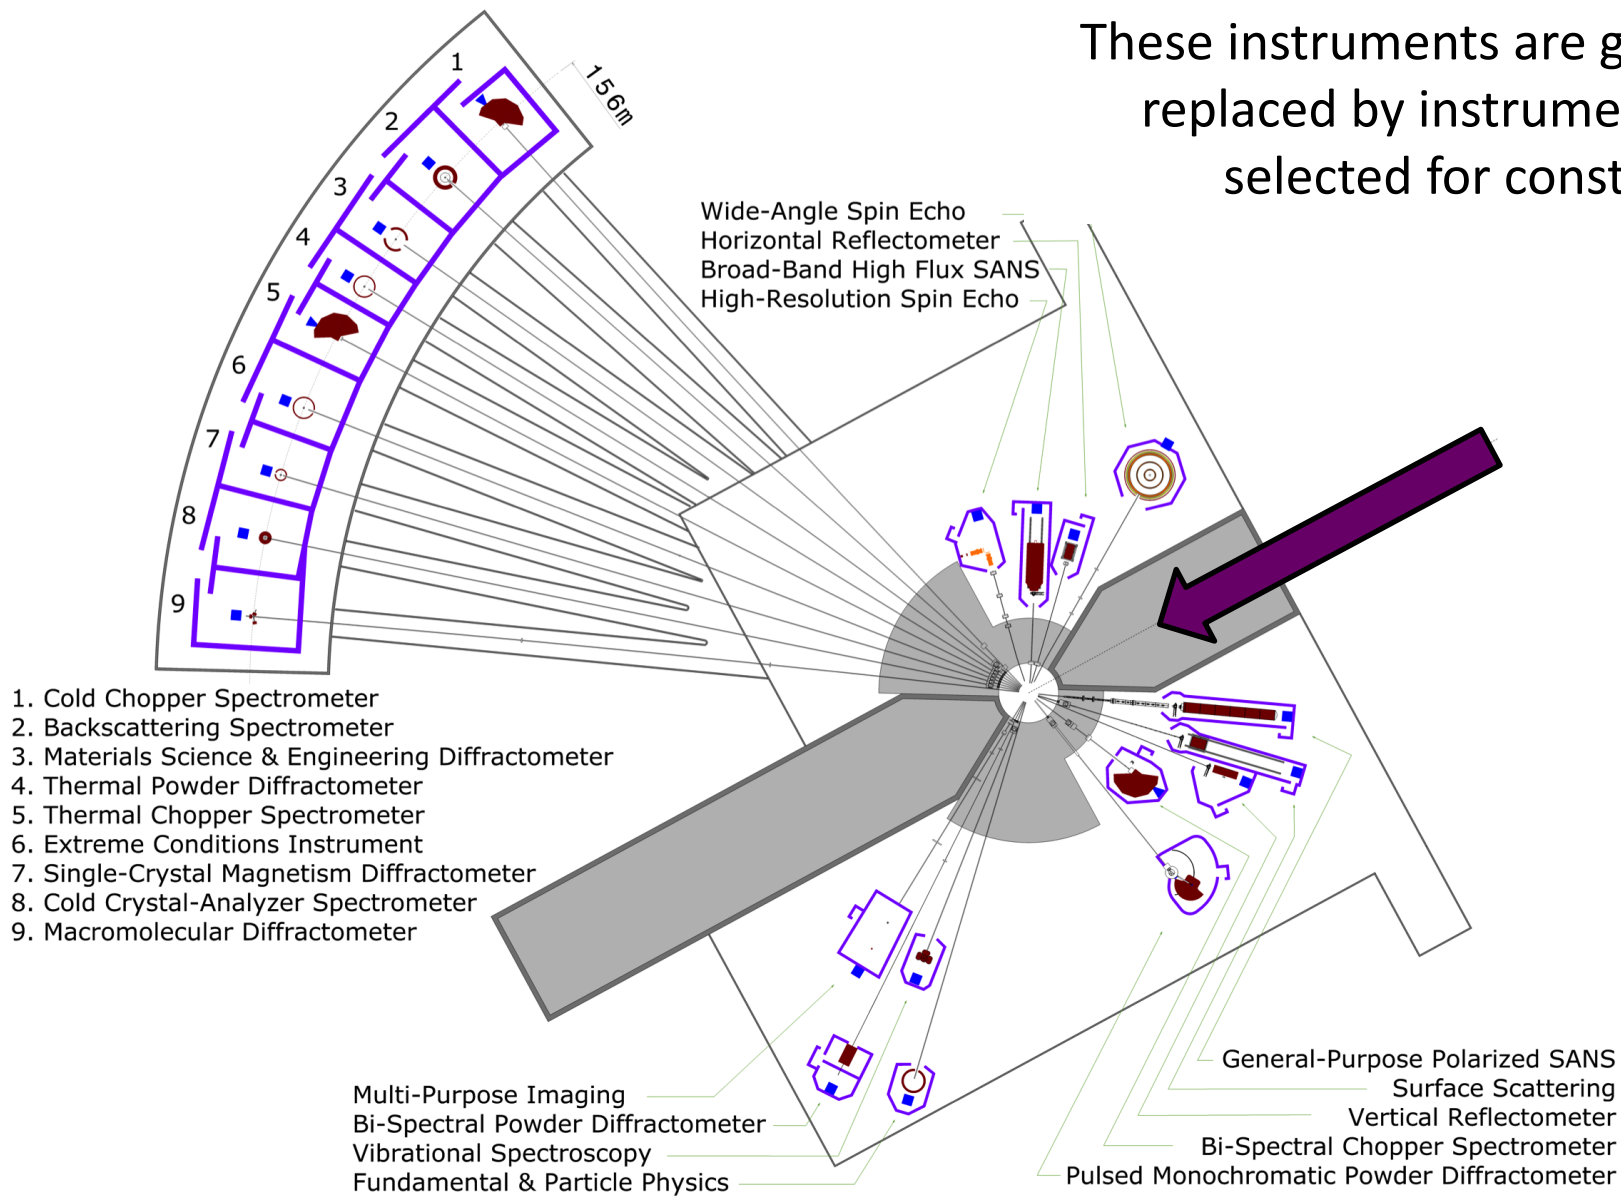 These instruments are g
replaced by instrume
selected for const
156m
1
2
3
4
5
6
7
8
9
Wide-Angle Spin Echo
Horizontal Reflectometer
Broad-Band High Flux SANS
High-Resolution Spin Echo
1. Cold Chopper Spectrometer
2. Backscattering Spectrometer
3. Materials Science & Engineering Diffractometer
4. Thermal Powder Diffractometer
5. Thermal Chopper Spectrometer
6. Extreme Conditions Instrument
7. Single-Crystal Magnetism Diffractometer
8. Cold Crystal-Analyzer Spectrometer
9. Macromolecular Diffractometer
Multi-Purpose Imaging
Bi-Spectral Powder Diffractometer
Vibrational Spectroscopy
Fundamental & Particle Physics
General-Purpose Polarized SANS
Surface Scattering
Vertical Reflectometer
Bi-Spectral Chopper Spectrometer
Pulsed Monochromatic Powder Diffractometer